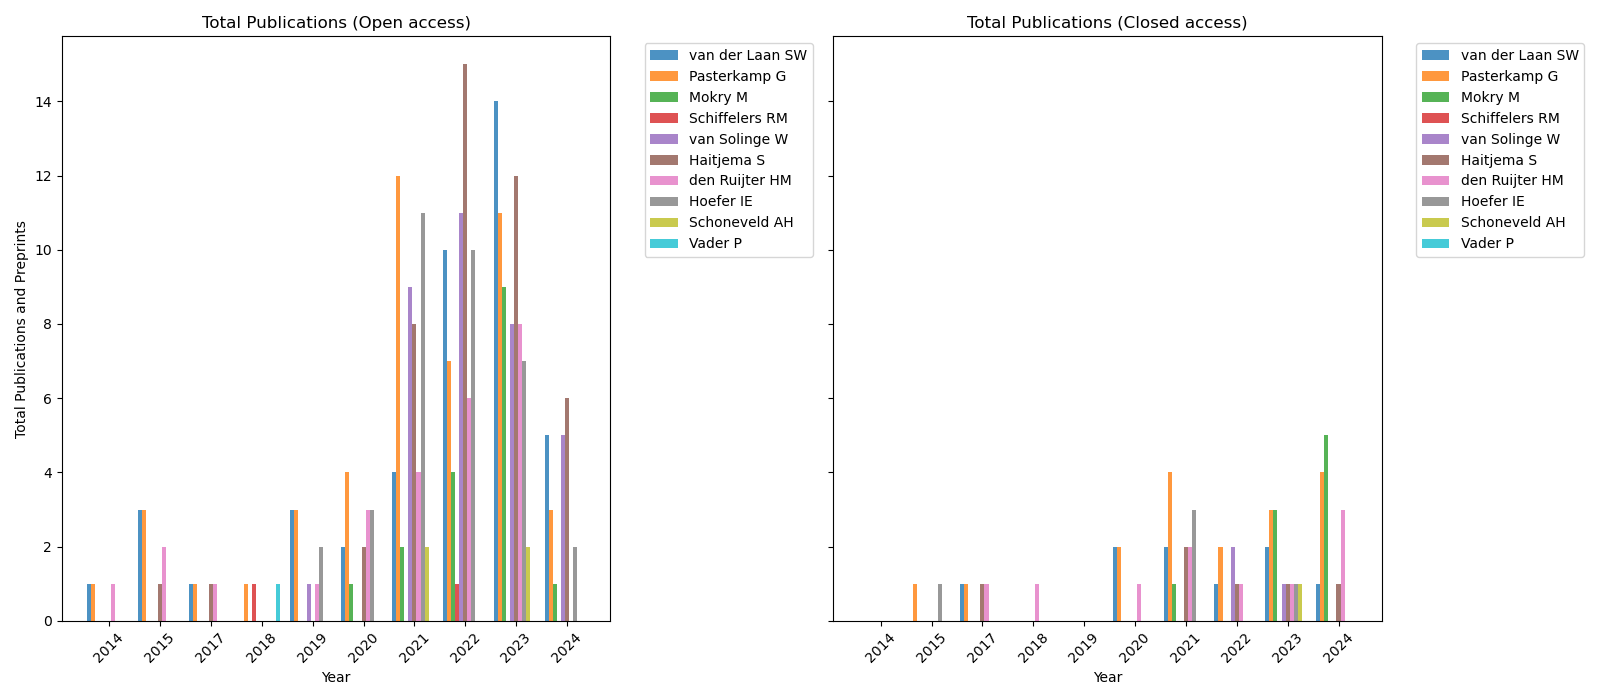 Total Publications (Open access)
Total Publications and Preprints
14
12
10
8
6
4
2
0
2014
2015
2017
2018
2019
2020
2021
2022
2023
2024
Year
van der Laan SW
Pasterkamp G
Mokry M
Schiffelers RM
van Solinge W
Haitjema S
den Ruijter HM
Hoefer IE
Schoneveld AH
Vader P
Total Publications (Closed access)
2014
2015
2017
2018
2019
2020
2021
2022
2023
2024
Year
van der Laan SW
Pasterkamp G
Mokry M
Schiffelers RM
van Solinge W
Haitjema S
den Ruijter HM
Hoefer IE
Schoneveld AH
Vader P